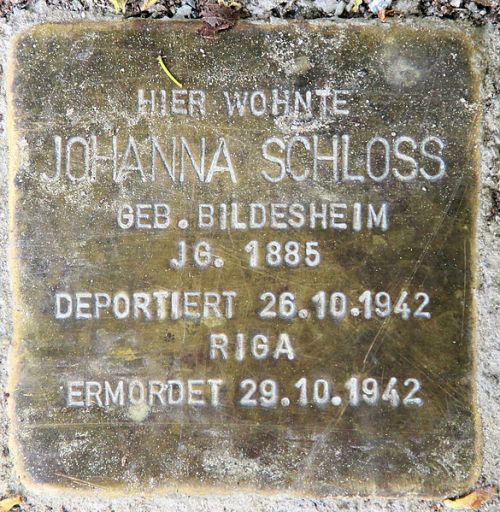 HIER WOHNTE
JOHANNA SCHLOSS
GEB. BILDESHEIM
JG. 1885
DEPORTIERT 26.10.1942
RIGA
ERMORDET 29.10.1942